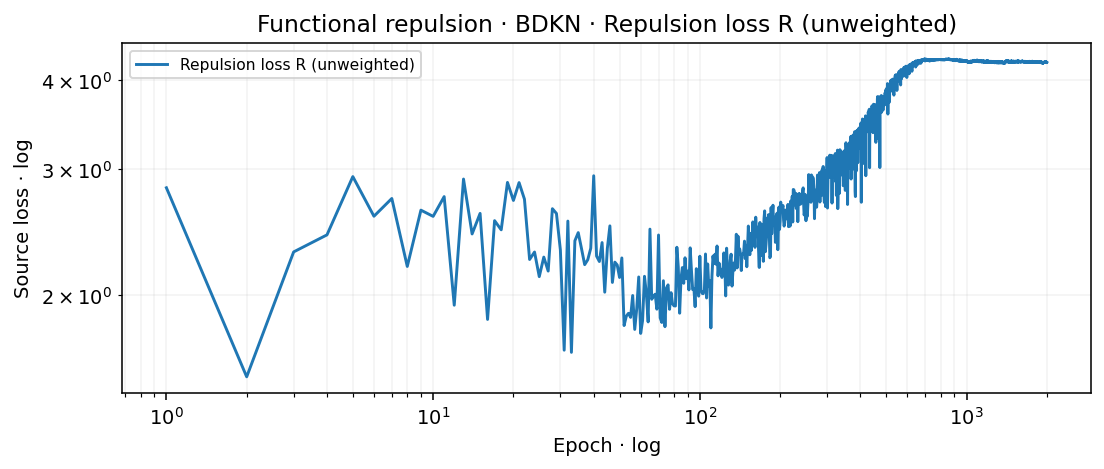 Functional repulsion · BDKN · Repulsion loss R (unweighted)
Repulsion loss R (unweighted)
Source loss · log
4 × 10⁰
3 × 10⁰
2 × 10⁰
10⁰
10¹
10²
10³
Epoch · log